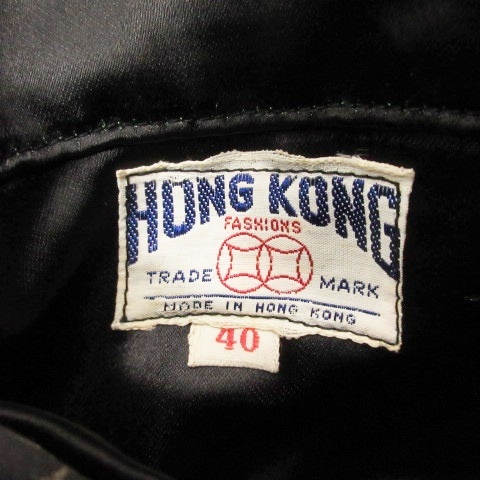 HONG KONG
FASHIONS
TRADE MARK
MADE IN HONG KONG
40